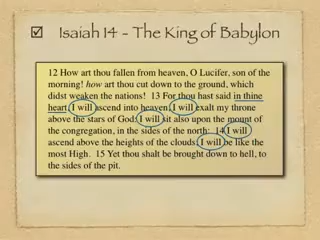 Isaiah 14 - The King of Babylon
12 How art thou fallen from heaven, O Lucifer, son of the
morning! how art thou cut down to the ground, which
didst weaken the nations!  13 For thou hast said in thine
heart, I will ascend into heaven, I will exalt my throne
above the stars of God: I will sit also upon the mount of
the congregation, in the sides of the north:  14 I will
ascend above the heights of the clouds; I will be like the
most High.  15 Yet thou shalt be brought down to hell, to
the sides of the pit.